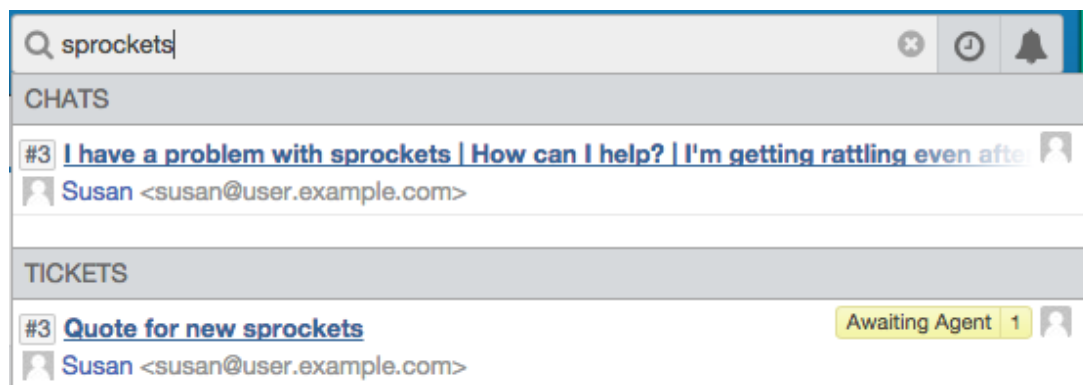 sprockets
CHATS
#3 I have a problem with sprockets | How can I help? | I'm getting rattling even after
Susan <susan@user.example.com>
TICKETS
#3 Quote for new sprockets Awaiting Agent 1
Susan <susan@user.example.com>